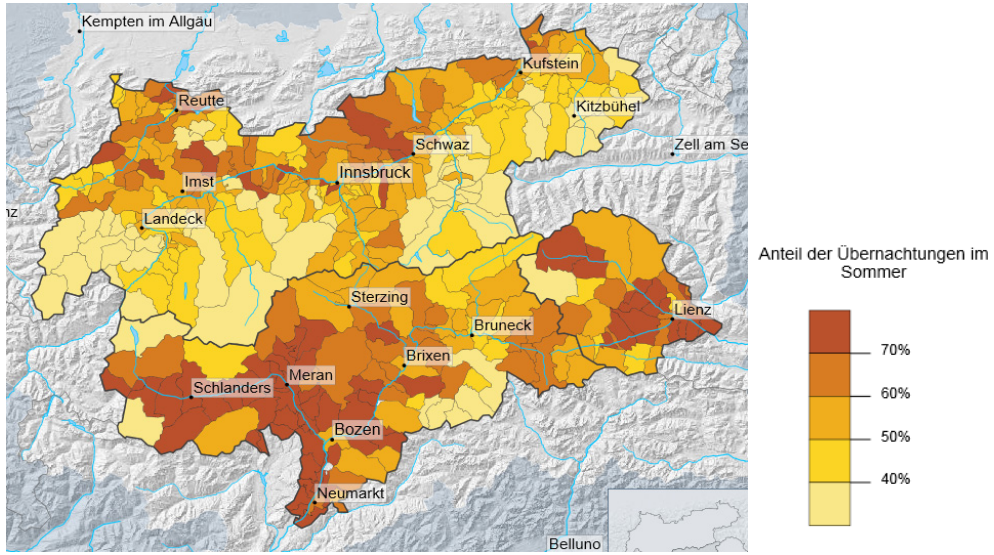 Kempten im Allgäu
Kufstein
Reutte
Kitzbühel
Schwaz
Zell am Se
Innsbruck
Imst
nz
Landeck
Anteil der Übernachtungen im
Sommer
Sterzing
Lienz
Bruneck
70%
Brixen
Meran
Schlanders
60%
Bozen
50%
40%
Neumarkt
Belluno